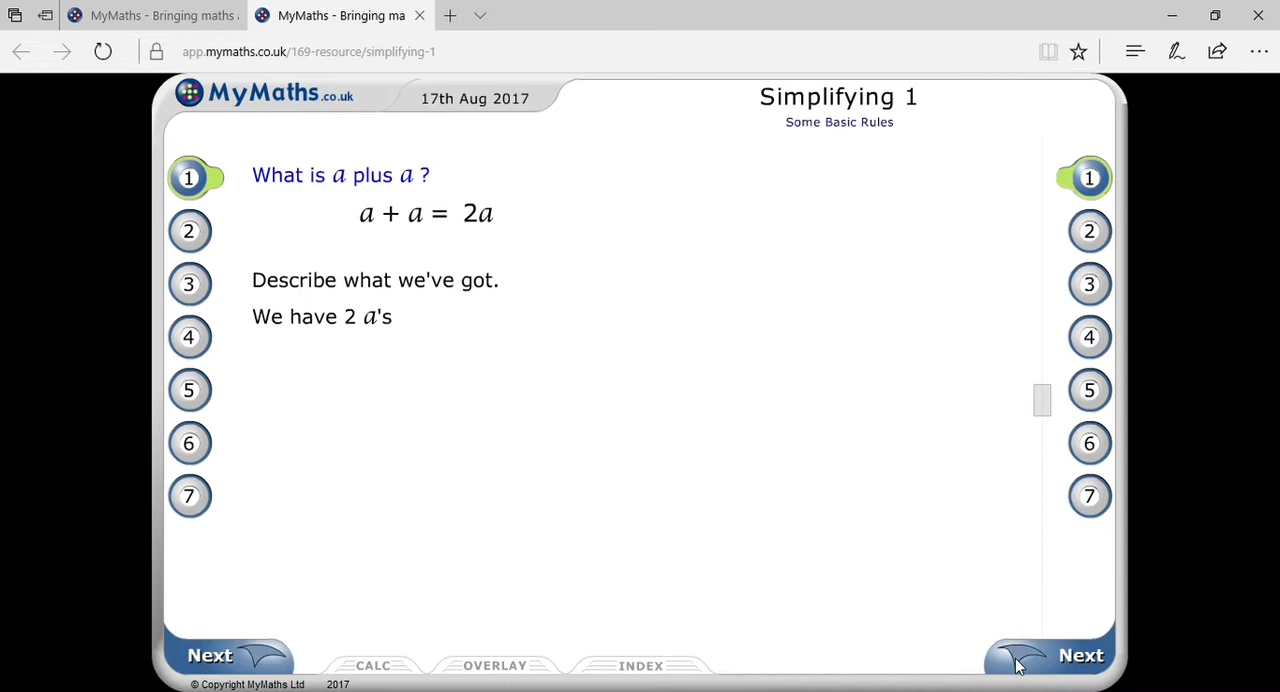 MyMaths - Bringing maths a
MyMaths - Bringing ma
app.mymaths.co.uk/169-resource/simplifying-1
MyMaths.co.uk
17th Aug 2017
Simplifying 1
Some Basic Rules
What is a plus a ?
a + a = 2a
Describe what we've got.
We have 2 a's
1
2
3
4
5
6
7
1
2
3
4
5
6
7
Next
CALC
OVERLAY
INDEX
Next
© Copyright MyMaths Ltd 2017